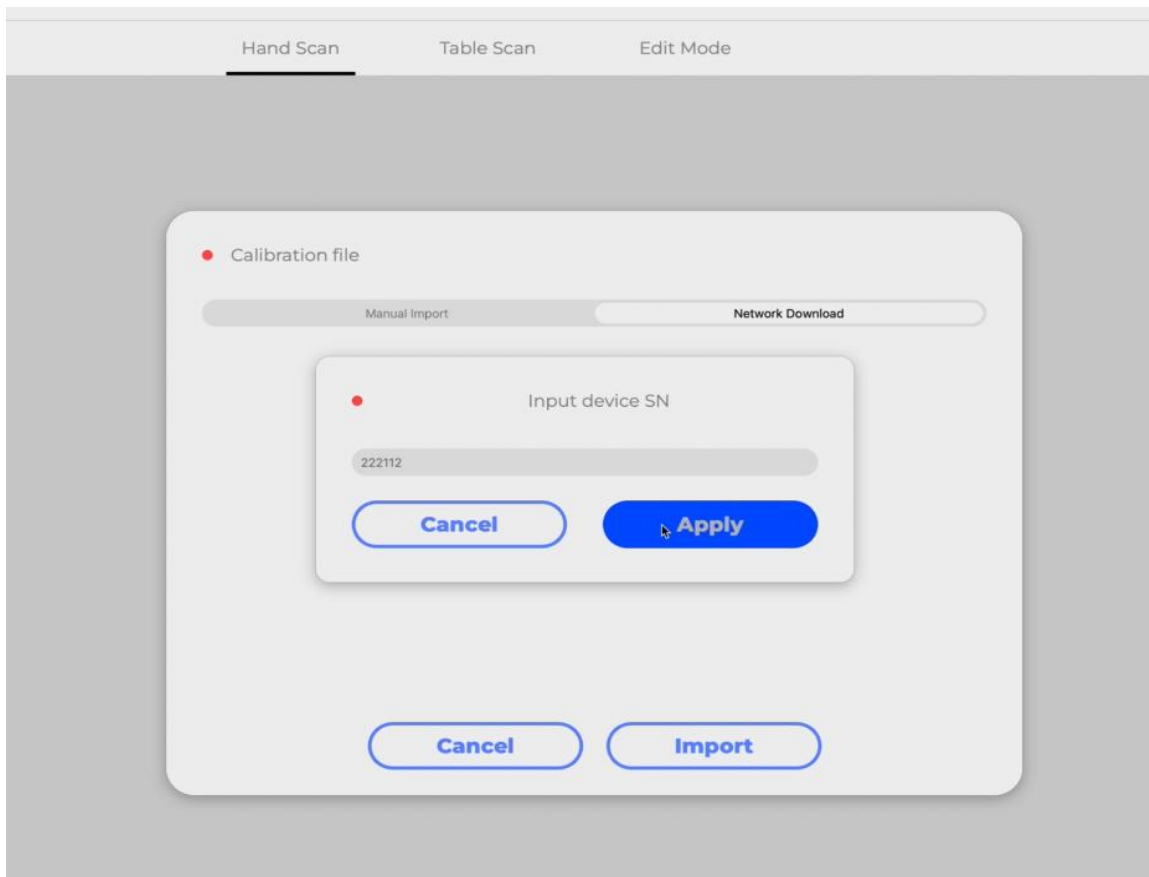 Hand Scan Table Scan Edit Mode
Calibration file
Manual Import Network Download
Input device SN
222112
Cancel Apply
Cancel Import